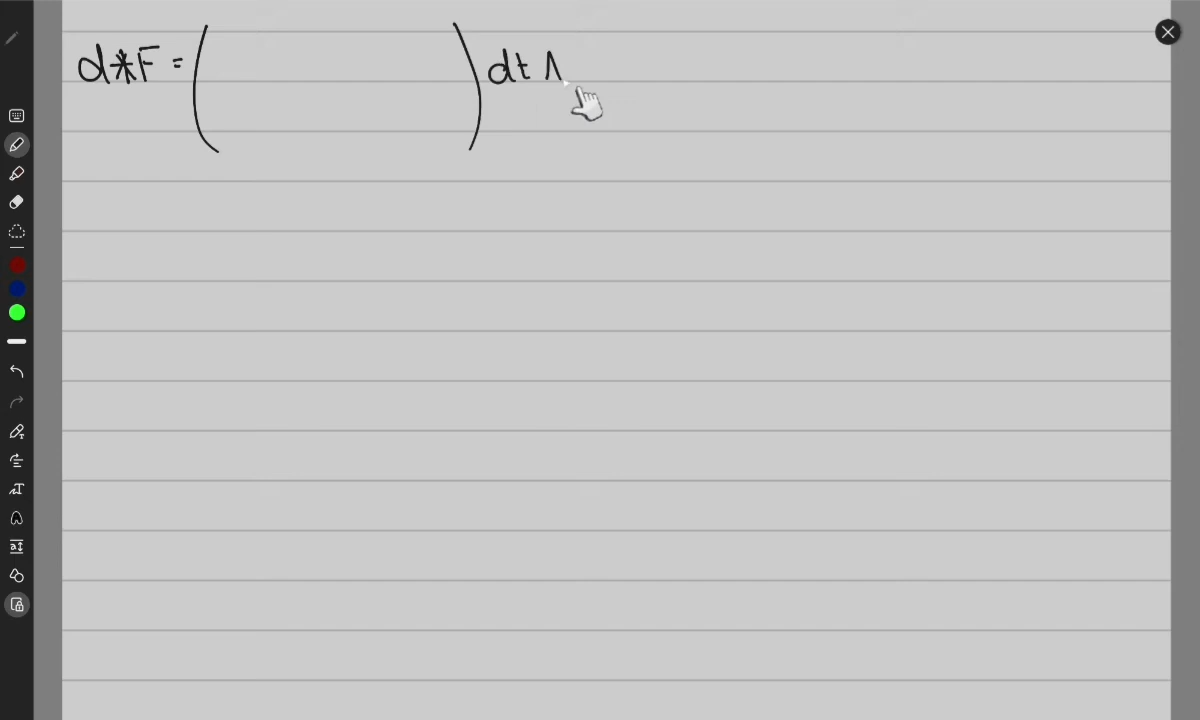 d*F = (          ) dt ∧